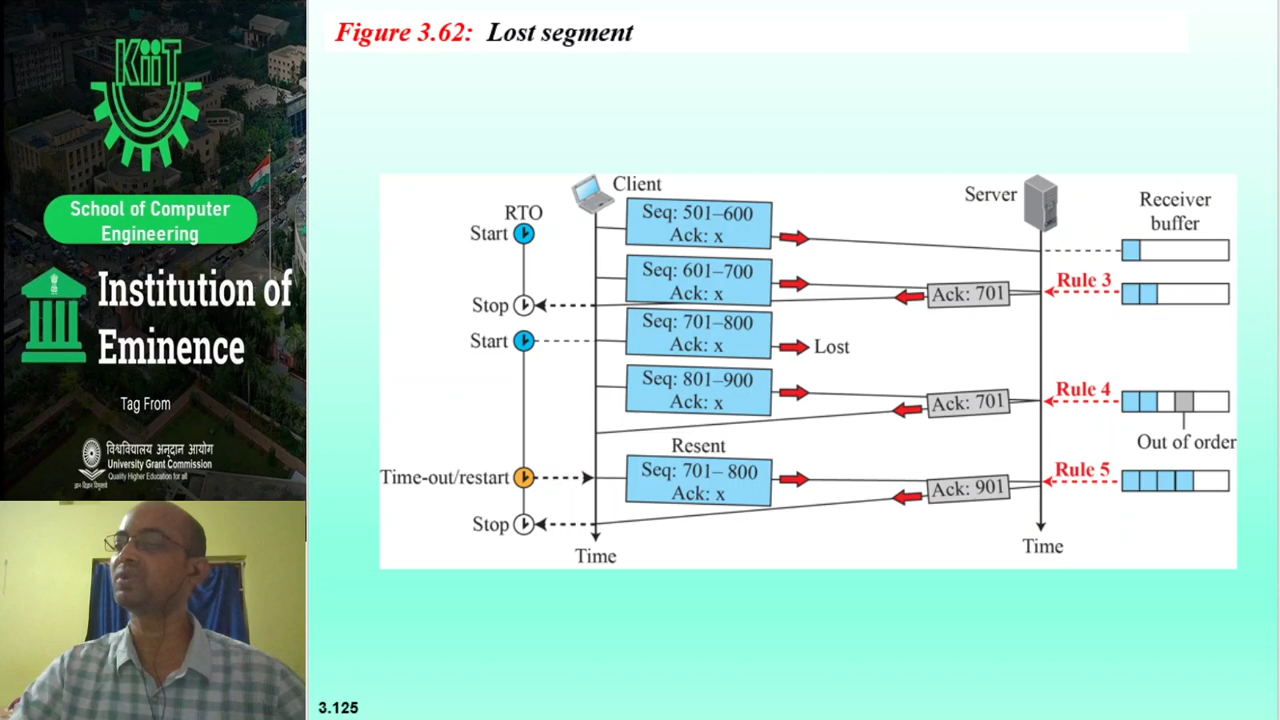 KiiT
School of Computer
Engineering
Institution of
Eminence
Tag From
विश्वविद्यालय अनुदान आयोग
University Grant Commission
Quality Higher Education for all
ज्ञान विज्ञान विमुक्तये
Figure 3.62: Lost segment
Client
Server
Receiver
buffer
RTO
Start
Seq: 501–600
Ack: x
Seq: 601–700
Ack: x
Ack: 701
Rule 3
Stop
Seq: 701–800
Ack: x
Start
Lost
Seq: 801–900
Ack: x
Ack: 701
Rule 4
Out of order
Resent
Time-out/restart
Seq: 701– 800
Ack: x
Ack: 901
Rule 5
Stop
Time
Time
3.125